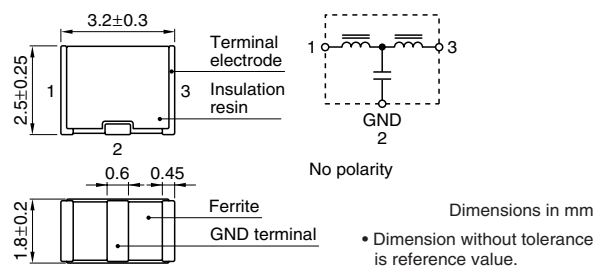 3.2±0.3
2.5±0.25
1
3
2
Terminal
electrode
Insulation
resin
1
3
GND
2
No polarity
0.6
0.45
1.8±0.2
Ferrite
GND terminal
Dimensions in mm
• Dimension without tolerance
is reference value.